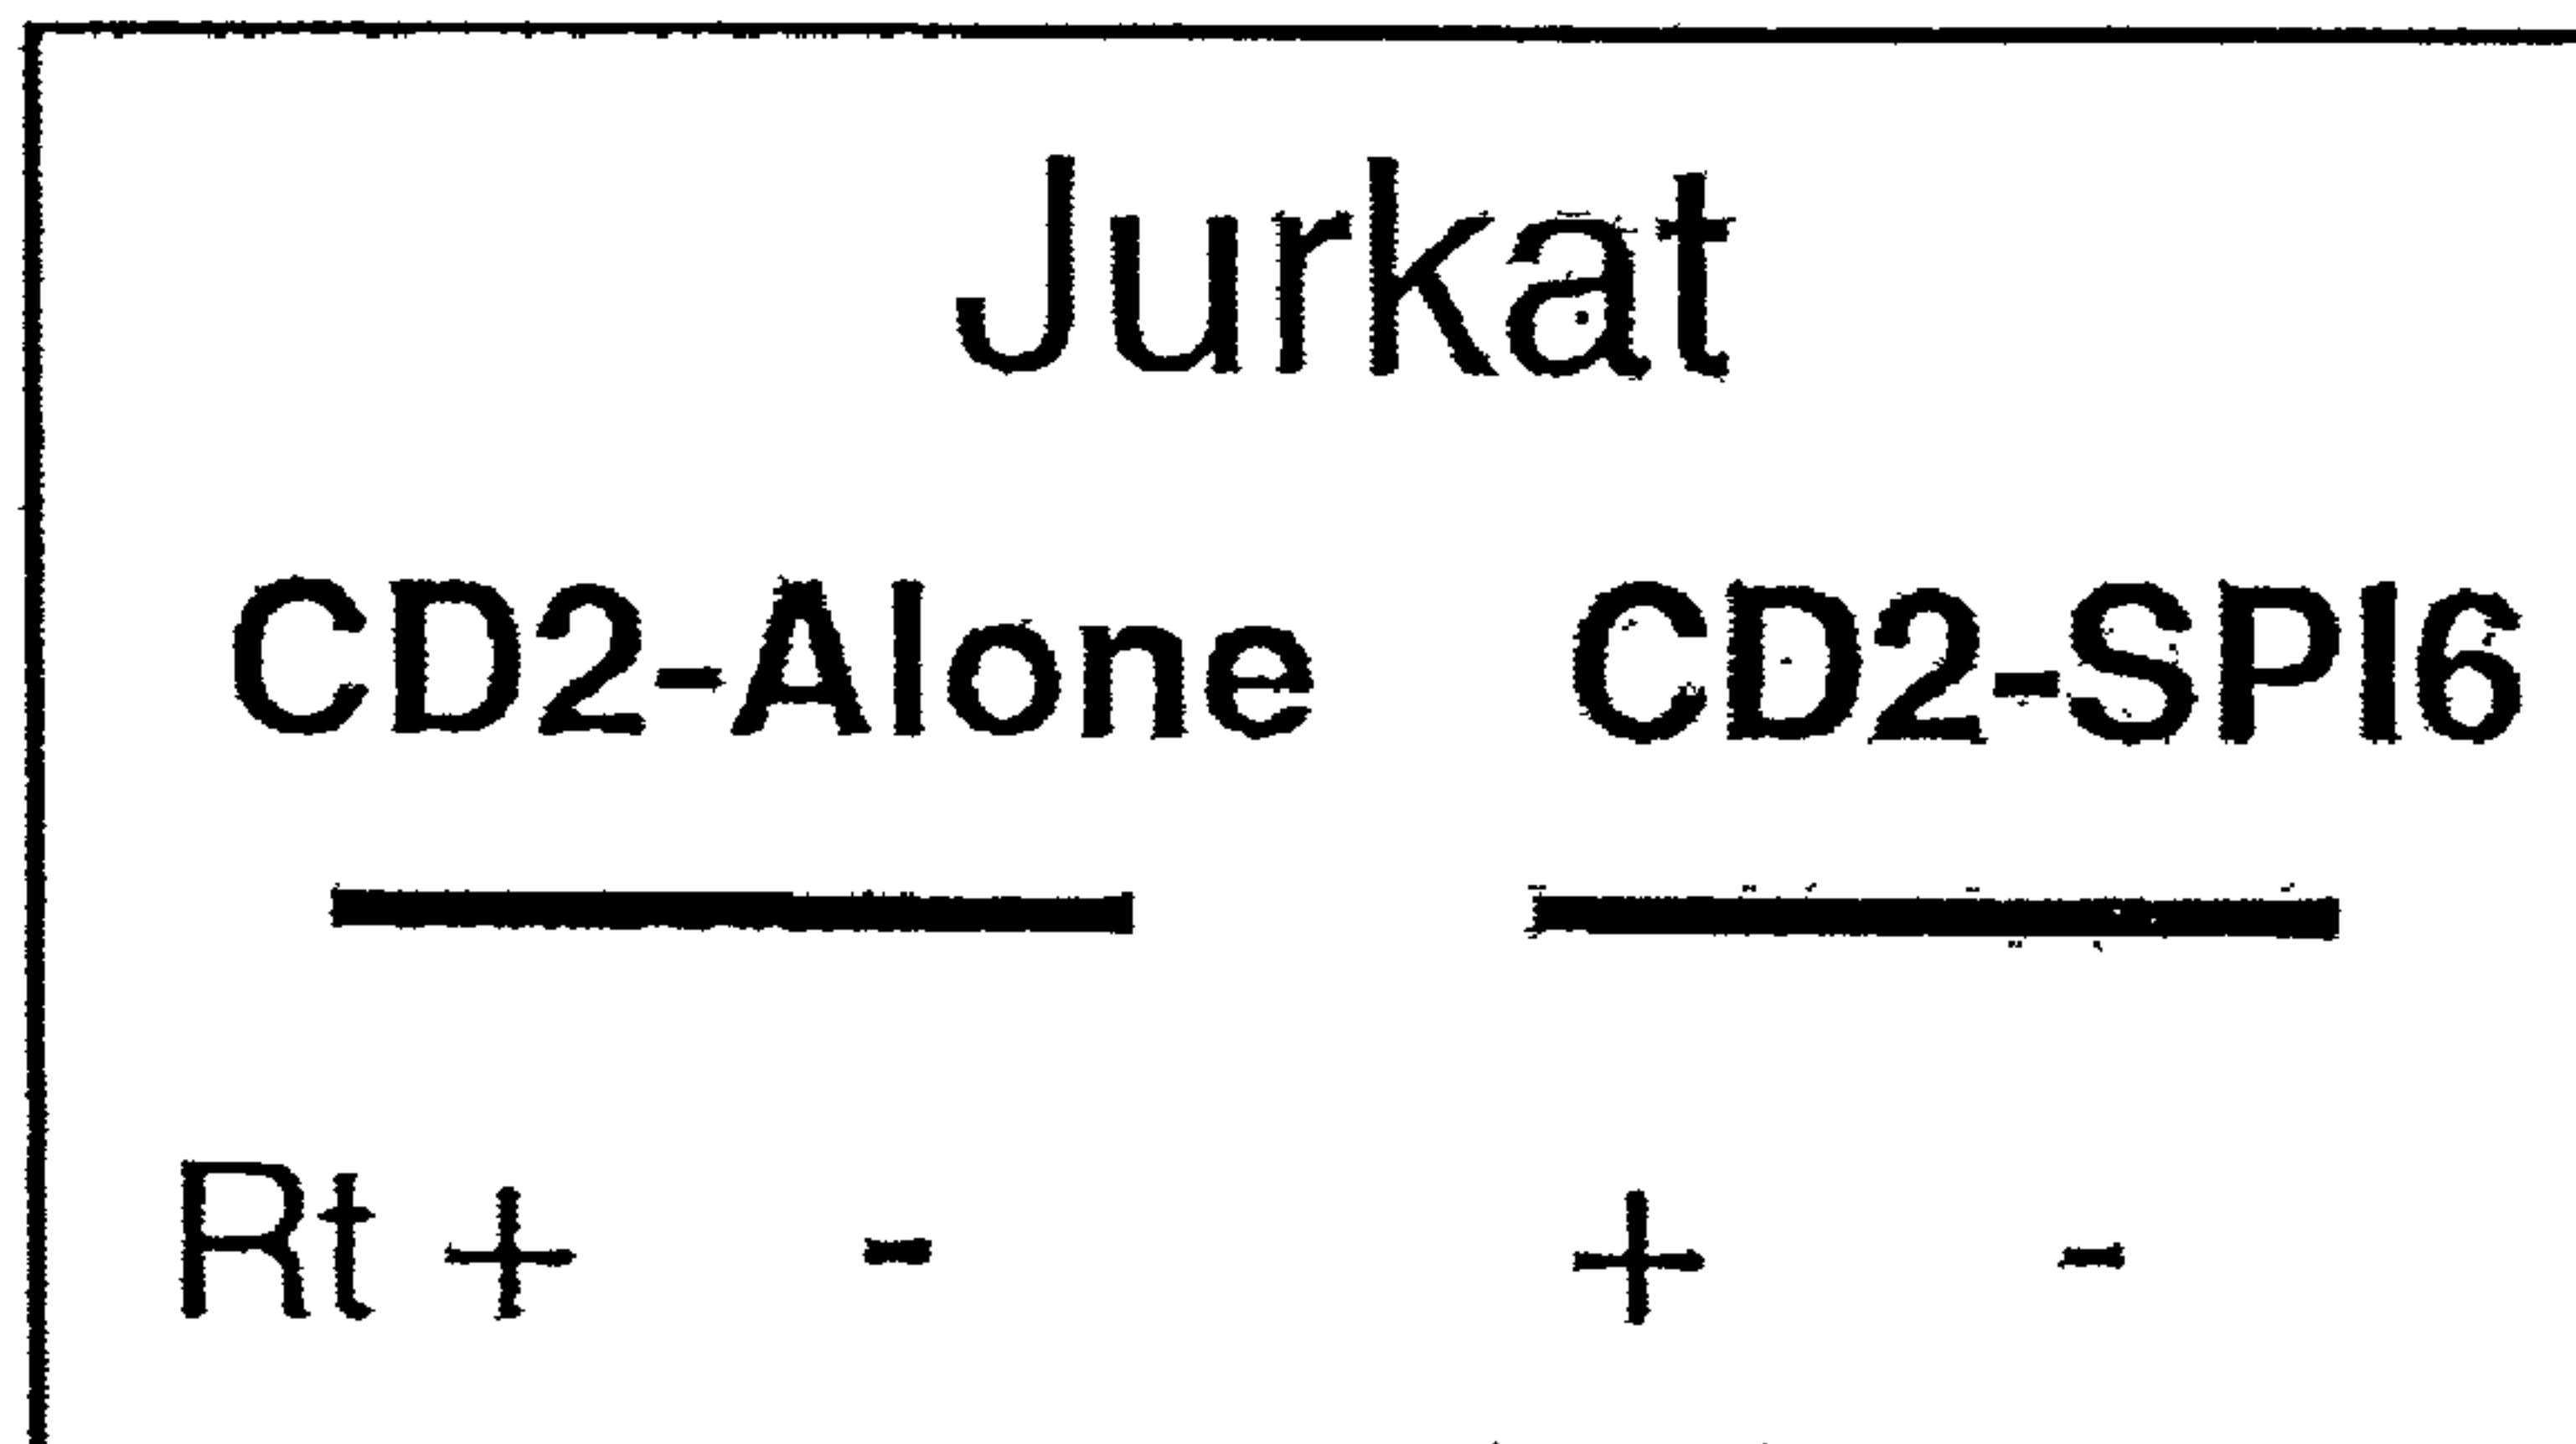 Jurkat
CD2-Alone CD2-SPI6
Rt + - + -